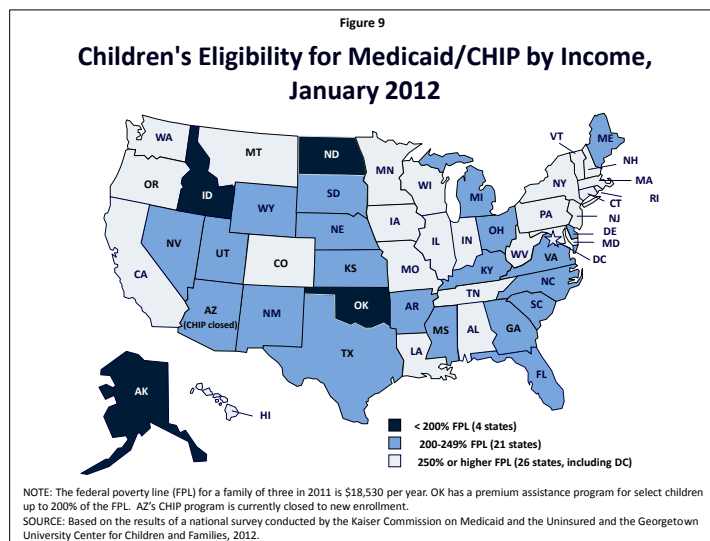 Figure 9
Children's Eligibility for Medicaid/CHIP by Income,
January 2012
WA
MT
ND
MN
VT
ME
NH
OR
ID
SD
WI
MI
NY
MA
RI
CT
WY
IA
PA
NJ
NV
NE
IL
IN
OH
DE
MD
UT
CO
KS
MO
WV
VA
DC
CA
KY
NC
AZ
(CHIP closed)
NM
OK
AR
TN
SC
TX
MS
AL
GA
LA
FL
AK
HI
< 200% FPL (4 states)
200-249% FPL (21 states)
250% or higher FPL (26 states, including DC)
NOTE: The federal poverty line (FPL) for a family of three in 2011 is $18,530 per year. OK has a premium assistance program for select children
up to 200% of the FPL. AZ's CHIP program is currently closed to new enrollment.
SOURCE: Based on the results of a national survey conducted by the Kaiser Commission on Medicaid and the Uninsured and the Georgetown
University Center for Children and Families, 2012.